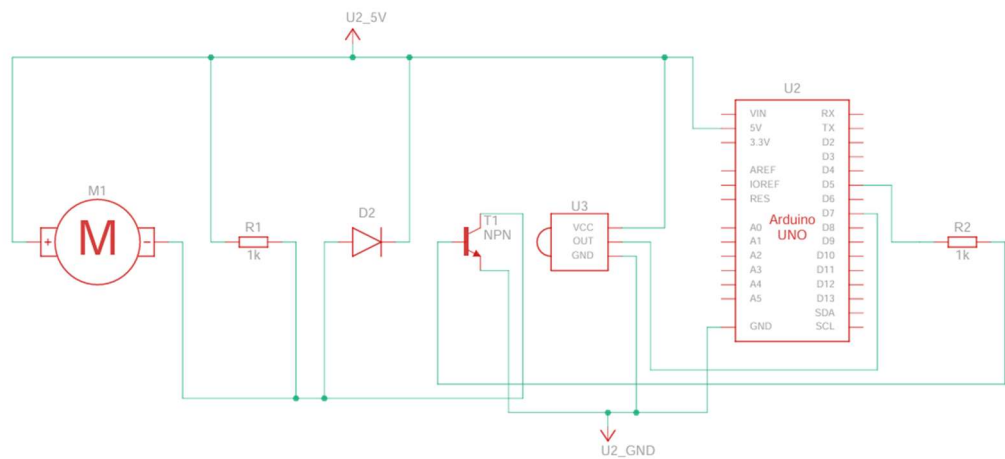 U2_5V
U2
VIN
5V
3.3V
AREF
IOREF
RES
A0
A1
A2
A3
A4
A5
GND
Arduino
UNO
RX
TX
D2
D3
D4
D5
D6
D7
D8
D9
D10
D11
D12
D13
SDA
SCL
M1
+
M
-
R1
1k
D2
T1
NPN
U3
VCC
OUT
GND
R2
1k
U2_GND